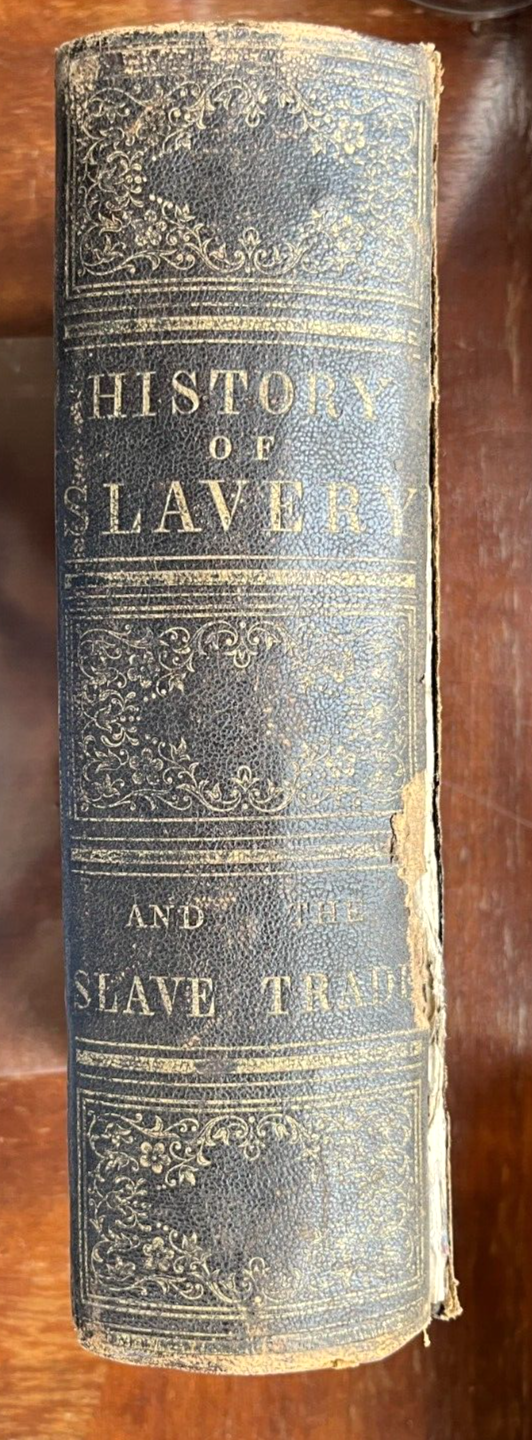 HISTORY
OF
SLAVERY
AND THE
SLAVE TRADE